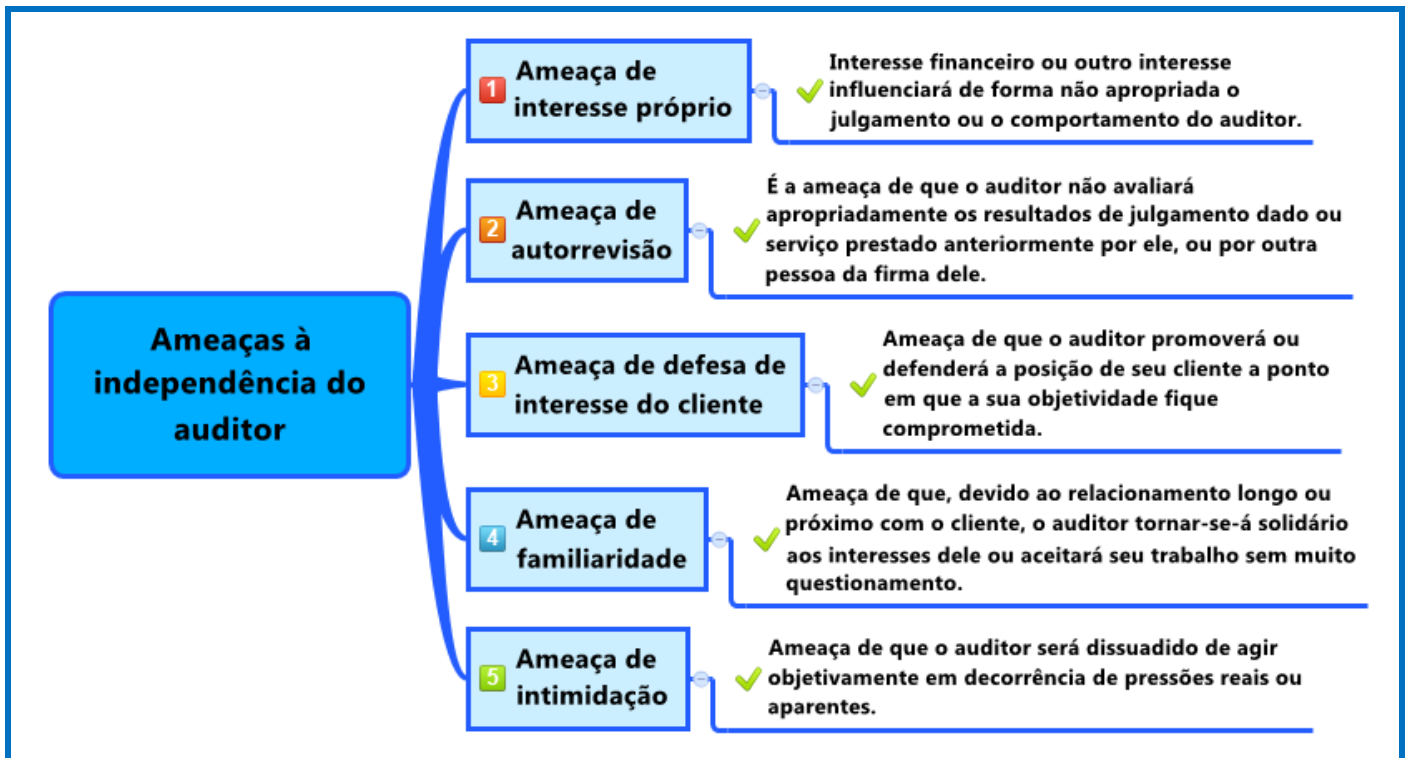 Ameaças à
independência do
auditor
1
Ameaça de
interesse próprio
Interesse financeiro ou outro interesse
influenciará de forma não apropriada o
julgamento ou o comportamento do auditor.
2
Ameaça de
autorrevisão
É a ameaça de que o auditor não avaliará
apropriadamente os resultados de julgamento dado ou
serviço prestado anteriormente por ele, ou por outra
pessoa da firma dele.
3
Ameaça de defesa de
interesse do cliente
Ameaça de que o auditor promoverá ou
defenderá a posição de seu cliente a ponto
em que a sua objetividade fique
comprometida.
4
Ameaça de
familiaridade
Ameaça de que, devido ao relacionamento longo ou
próximo com o cliente, o auditor tornar-se-á solidário
aos interesses dele ou aceitará seu trabalho sem muito
questionamento.
5
Ameaça de
intimidação
Ameaça de que o auditor será dissuadido de agir
objetivamente em decorrência de pressões reais ou
aparentes.